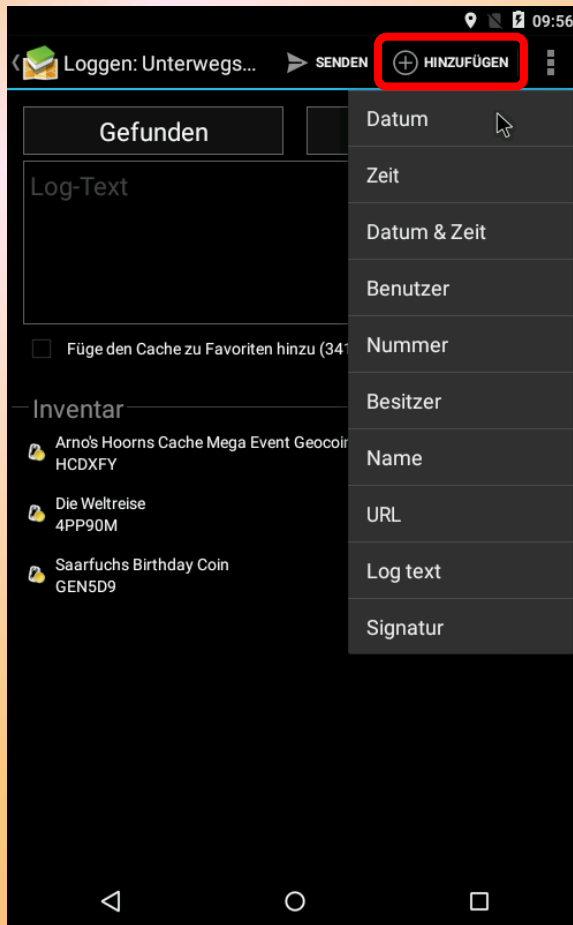 09:56
Loggen: Unterwegs...
SENDEN
HINZUFÜGEN
Gefunden
Log-Text
Füge den Cache zu Favoriten hinzu (341
Inventar
Arno's Hoorns Cache Mega Event Geocoin
HCDXFY
Die Weltreise
4PP90M
Saarfuchs Birthday Coin
GEN5D9
Datum
Zeit
Datum & Zeit
Benutzer
Nummer
Besitzer
Name
URL
Log text
Signatur